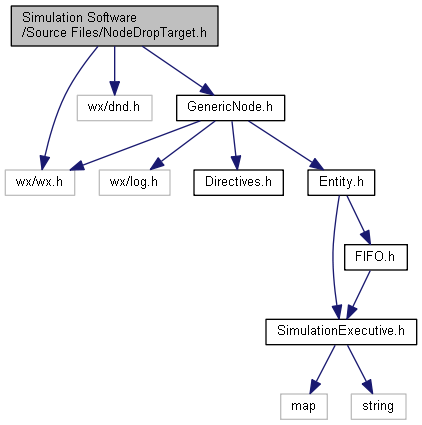 Simulation Software
/Source Files/NodeDropTarget.h
wx/dnd.h
GenericNode.h
wx/wx.h
wx/log.h
Directives.h
Entity.h
FIFO.h
SimulationExecutive.h
map
string